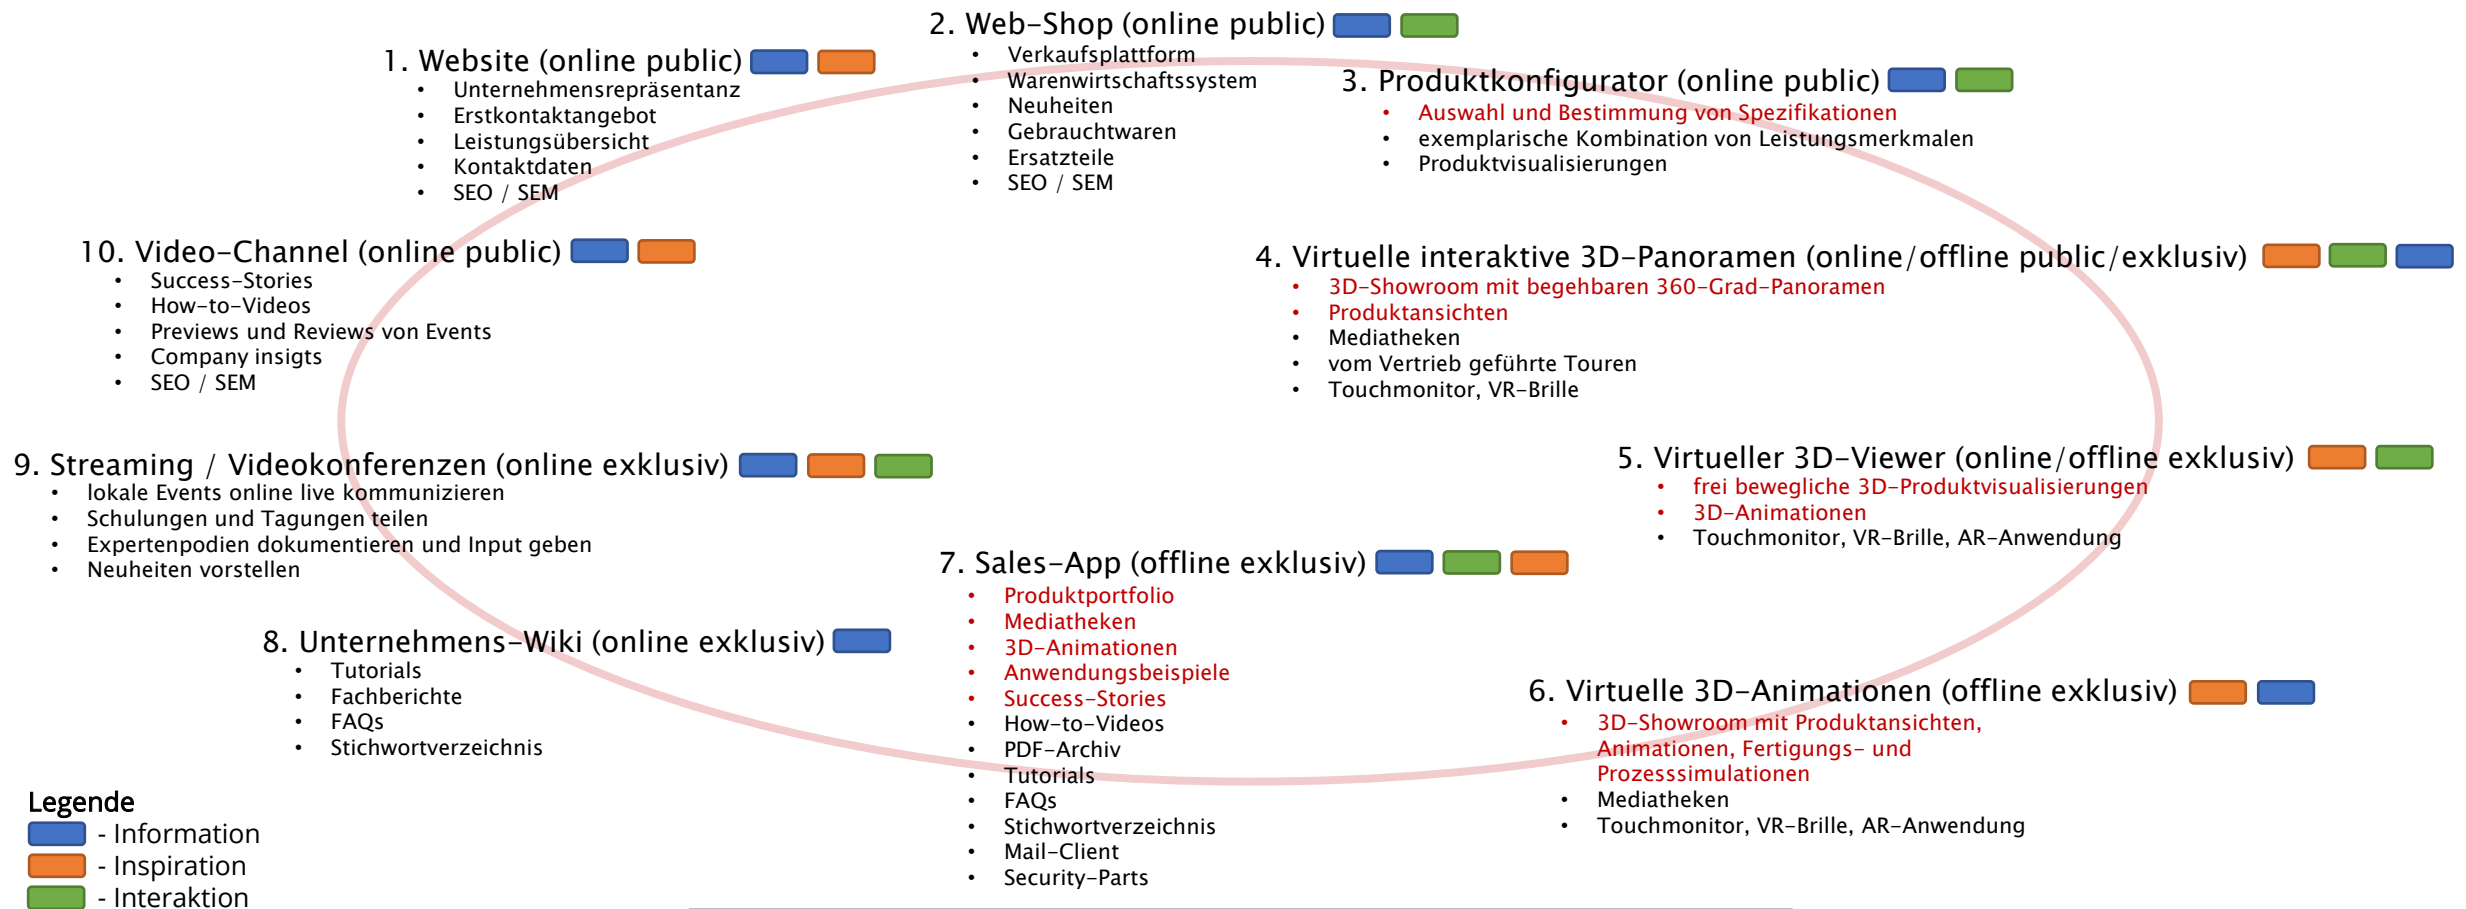 1. Website (online public)
• Unternehmensrepräsentanz
• Erstkontaktangebot
• Leistungsübersicht
• Kontaktdaten
• SEO / SEM
2. Web-Shop (online public)
• Verkaufsplattform
• Warenwirtschaftssystem
• Neuheiten
• Gebrauchtwaren
• Ersatzteile
• SEO / SEM
3. Produktkonfigurator (online public)
• Auswahl und Bestimmung von Spezifikationen
• exemplarische Kombination von Leistungsmerkmalen
• Produktvisualisierungen
4. Virtuelle interaktive 3D-Panoramen (online/offline public/exklusiv)
• 3D-Showroom mit begehbaren 360-Grad-Panoramen
• Produktansichten
• Mediatheken
• vom Vertrieb geführte Touren
• Touchmonitor, VR-Brille
5. Virtueller 3D-Viewer (online/offline exklusiv)
• frei bewegliche 3D-Produktvisualisierungen
• 3D-Animationen
• Touchmonitor, VR-Brille, AR-Anwendung
6. Virtuelle 3D-Animationen (offline exklusiv)
• 3D-Showroom mit Produktansichten,
Animationen, Fertigungs- und
Prozesssimulationen
• Mediatheken
• Touchmonitor, VR-Brille, AR-Anwendung
7. Sales-App (offline exklusiv)
• Produktportfolio
• Mediatheken
• 3D-Animationen
• Anwendungsbeispiele
• Success-Stories
• How-to-Videos
• PDF-Archiv
• Tutorials
• FAQs
• Stichwortverzeichnis
• Mail-Client
• Security-Parts
8. Unternehmens-Wiki (online exklusiv)
• Tutorials
• Fachberichte
• FAQs
• Stichwortverzeichnis
9. Streaming / Videokonferenzen (online exklusiv)
• lokale Events online live kommunizieren
• Schulungen und Tagungen teilen
• Expertenpodien dokumentieren und Input geben
• Neuheiten vorstellen
10. Video-Channel (online public)
• Success-Stories
• How-to-Videos
• Previews und Reviews von Events
• Company insigts
• SEO / SEM
Legende
- Information
- Inspiration
- Interaktion